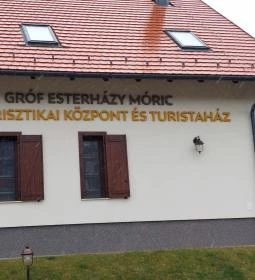 GRÓF ESTERHÁZY MÓRIC
RISZTIKAI KÖZPONT ÉS TURISTAHÁZ